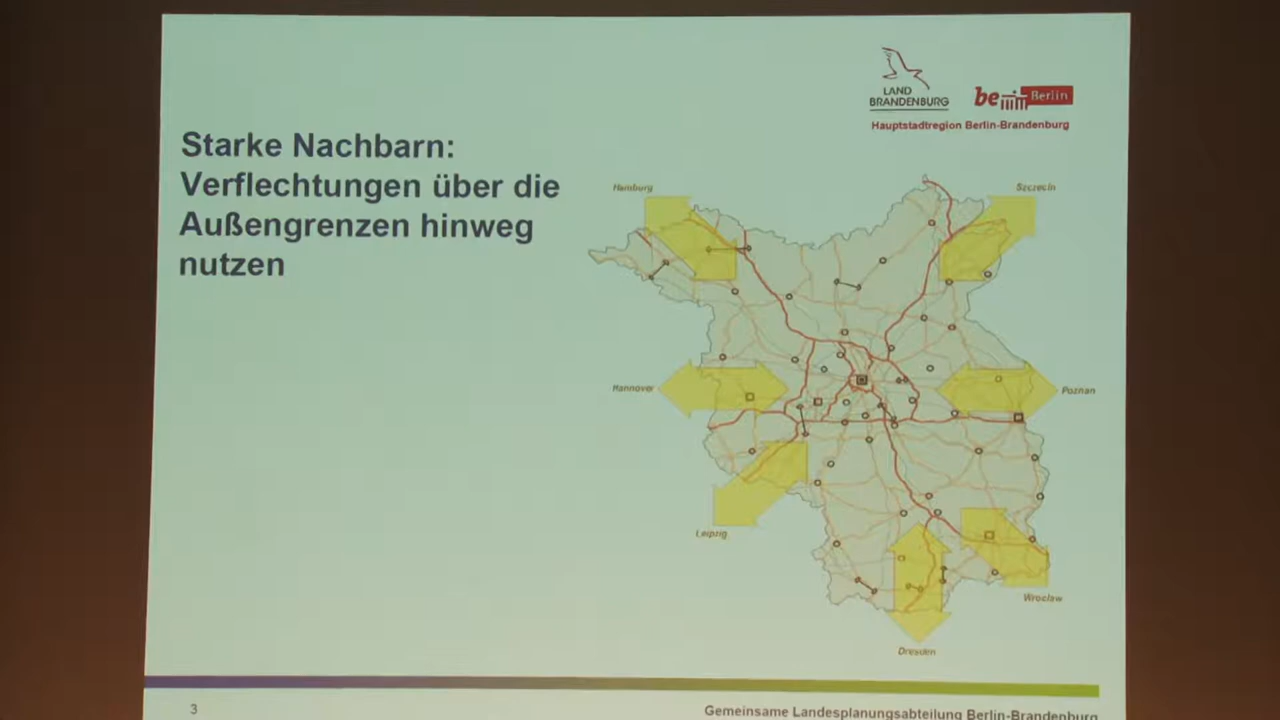 LAND
BRANDENBURG
be Berlin
Hauptstadtregion Berlin-Brandenburg
Starke Nachbarn:
Verflechtungen über die
Außengrenzen hinweg
nutzen
Hamburg
Szczecin
Hannover
Poznan
Leipzig
Wroclaw
Dresden
3
Gemeinsame Landesplanungsabteilung Berlin-Brandenburg